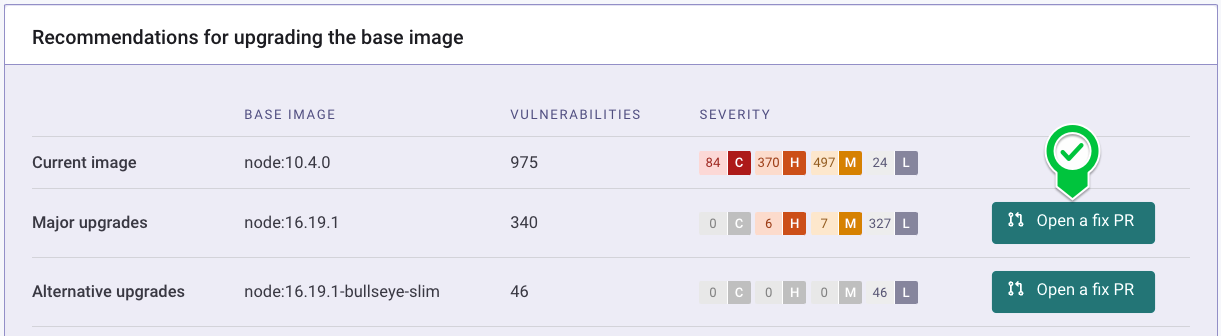 Recommendations for upgrading the base image
BASE IMAGE VULNERABILITIES SEVERITY
Current image node:10.4.0 975 84 C 370 H 497 M 24 L
Major upgrades node:16.19.1 340 0 C 6 H 7 M 327 L Open a fix PR
Alternative upgrades node:16.19.1-bullseye-slim 46 0 C 0 H 0 M 46 L Open a fix PR